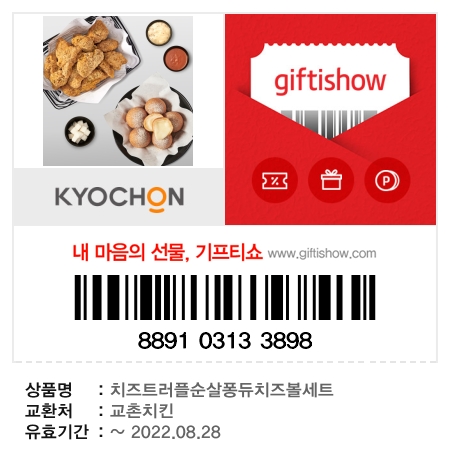 giftishow
P
KYOCHON
내 마음의 선물, 기프티쇼 www.giftishow.com
8891 0313 3898
상품명 : 치즈트러플순살퐁듀치즈볼세트
교환처 : 교촌치킨
유효기간 : ~ 2022.08.28